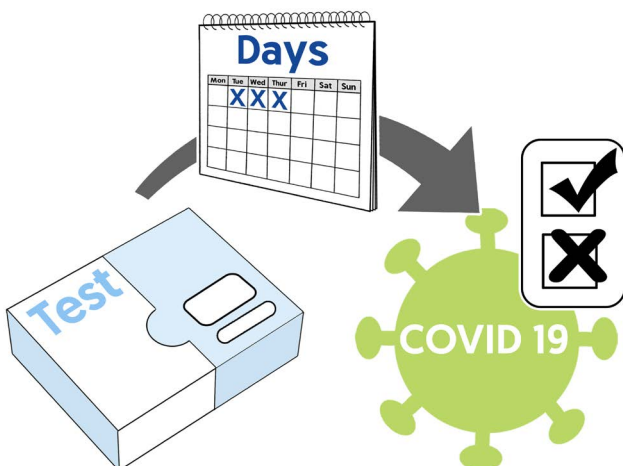 Days
Mon Tue Wed Thur Fri Sat Sun
X X X
Test
COVID 19